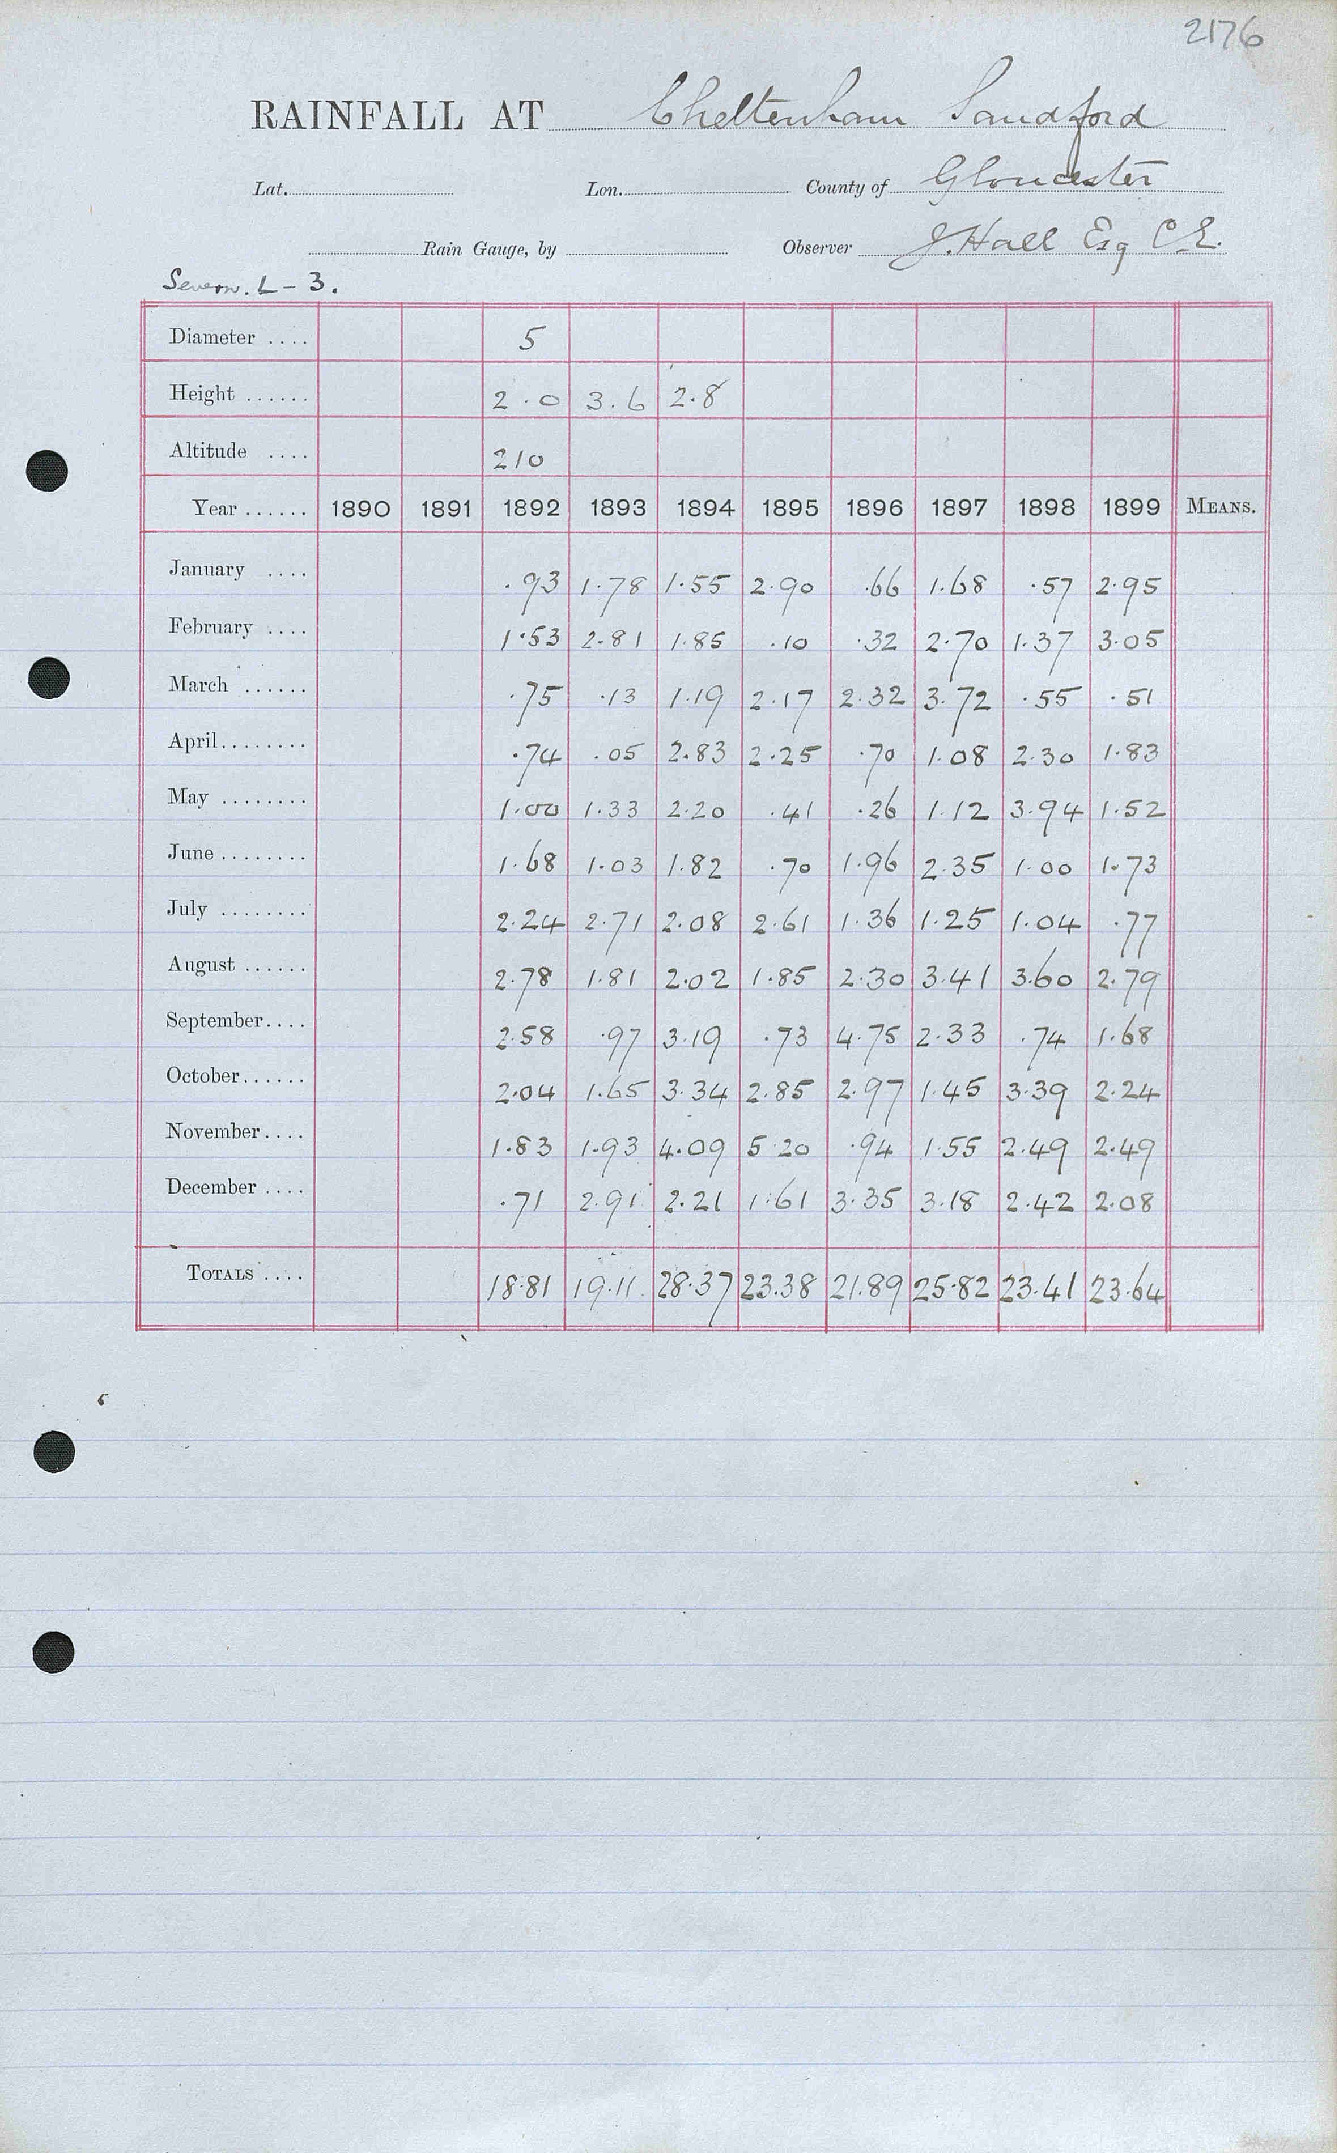 2176
RAINFALL AT Cheltenham Sandford
Lat. Lon. County of Gloucester
Rain Gauge, by Observer J. Hall Esq C.E.
Severn. L - 3.
Diameter .... 5
Height ...... 2.0 3.6 2.8
Altitude .... 210
Year ...... 1890 1891 1892 1893 1894 1895 1896 1897 1898 1899 MEANS.
January .... .93 1.78 1.55 2.90 .66 1.68 .57 2.95
February .... 1.53 2.81 1.85 .10 .32 2.70 1.37 3.05
March ...... .75 .13 1.19 2.17 2.32 3.72 .55 .51
April........ .74 .05 2.83 2.25 .70 1.08 2.30 1.83
May ........ 1.00 1.33 2.20 .41 .26 1.12 3.94 1.52
June ........ 1.68 1.03 1.82 .70 1.96 2.35 1.00 1.73
July ........ 2.24 2.71 2.08 2.61 1.36 1.25 1.04 .77
August ...... 2.78 1.81 2.02 1.85 2.30 3.41 3.60 2.79
September.... 2.58 .97 3.19 .73 4.75 2.33 .74 1.68
October...... 2.04 1.65 3.34 2.85 2.97 1.45 3.39 2.24
November.... 1.83 1.93 4.09 5.20 .94 1.55 2.49 2.49
December .... .71 2.91 2.21 1.61 3.35 3.18 2.42 2.08
TOTALS .... 18.81 19.11 28.37 23.38 21.89 25.82 23.41 23.64